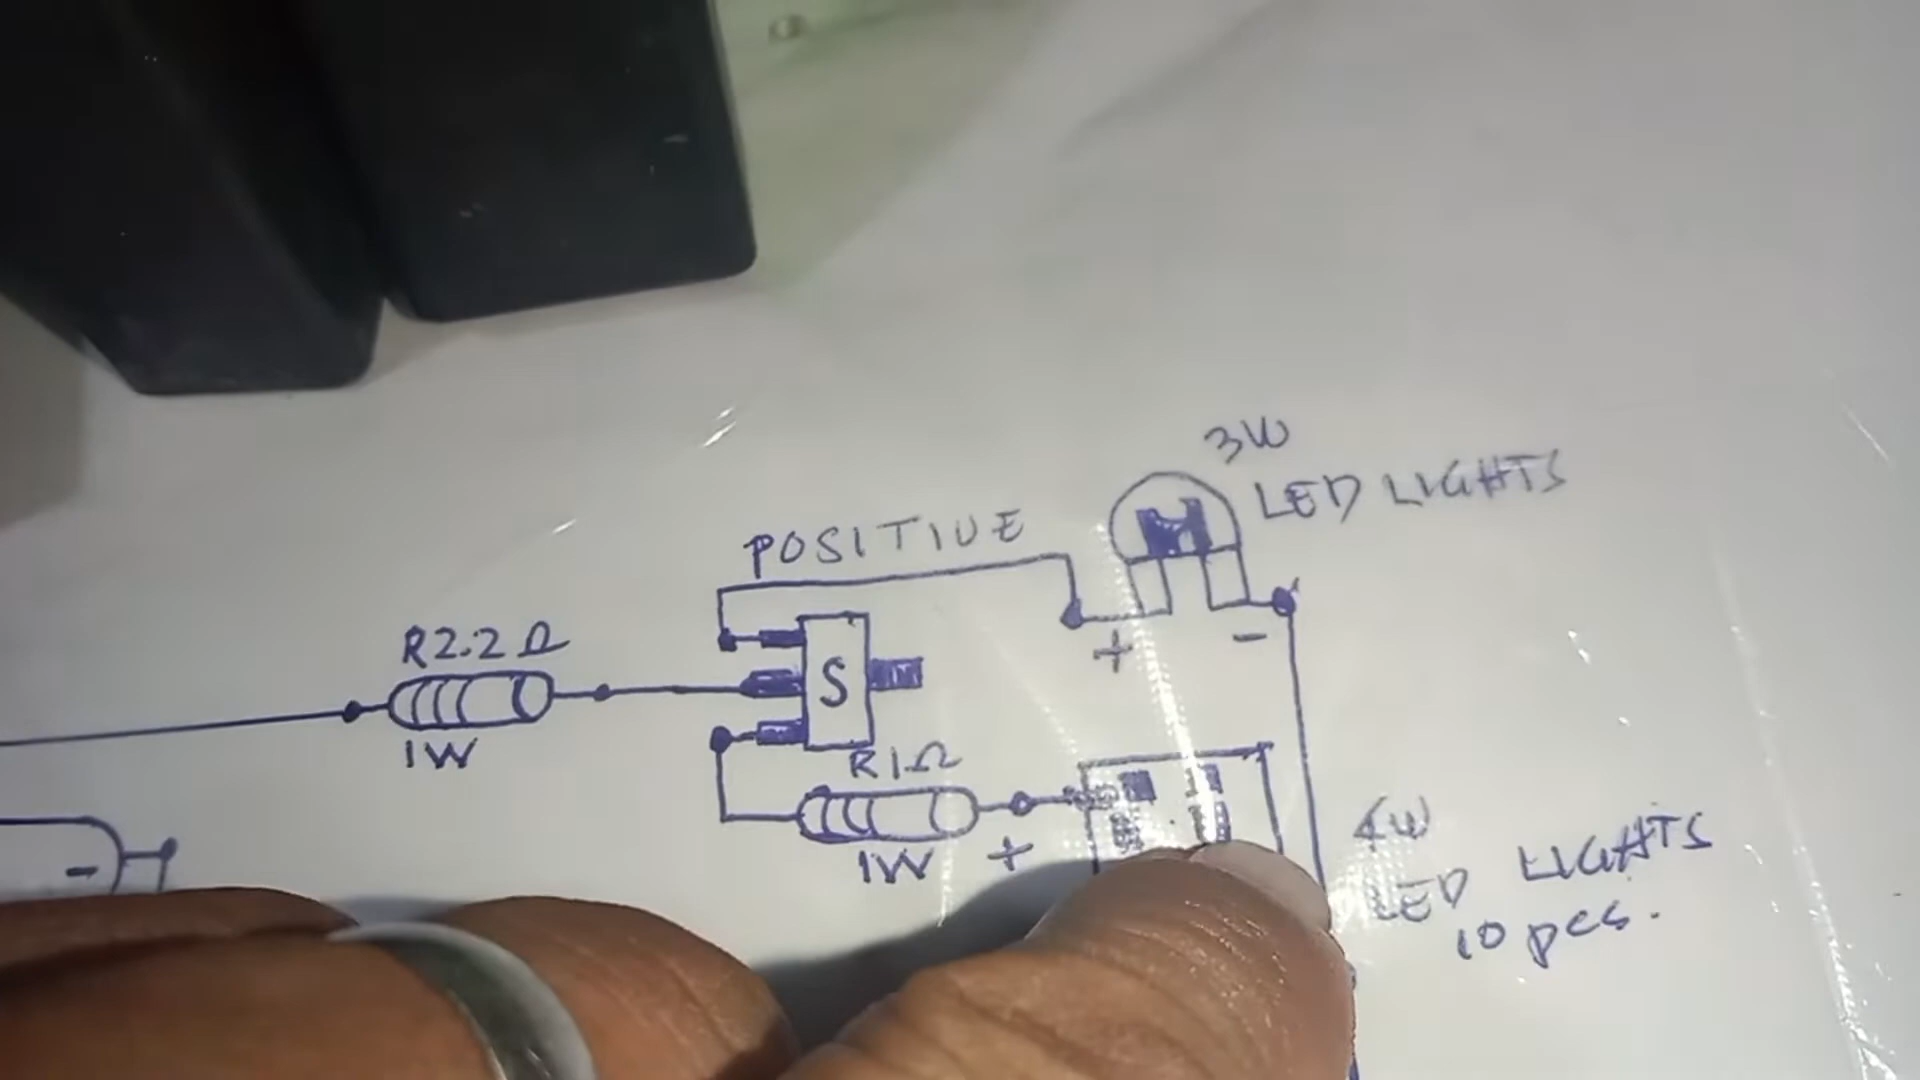 3W
LED LIGHTS
POSITIVE
R2.2Ω
1W
S
+
-
R1Ω
1W
+
4W
LED LIGHTS
10 pcs.
-